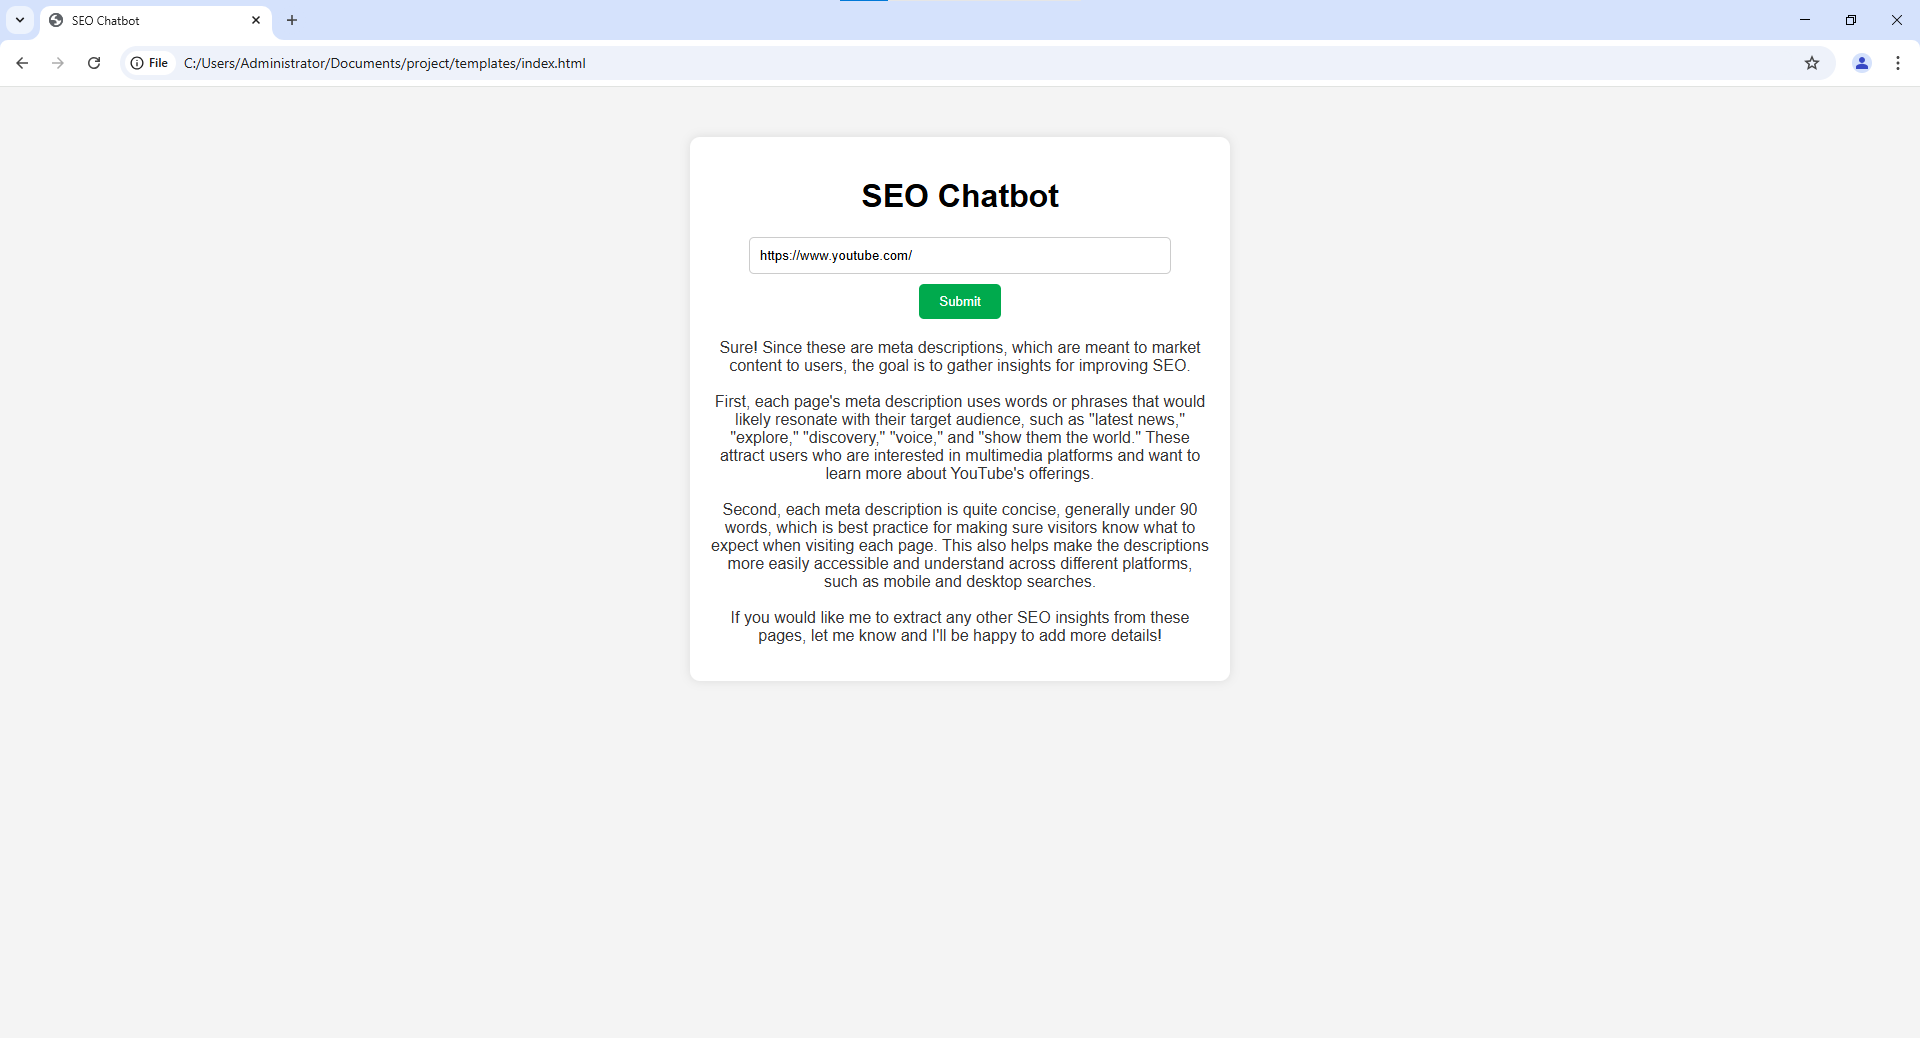 SEO Chatbot
File
C:/Users/Administrator/Documents/project/templates/index.html
SEO Chatbot
https://www.youtube.com/
Submit
Sure! Since these are meta descriptions, which are meant to market
content to users, the goal is to gather insights for improving SEO.
First, each page's meta description uses words or phrases that would
likely resonate with their target audience, such as "latest news,"
"explore," "discovery," "voice," and "show them the world." These
attract users who are interested in multimedia platforms and want to
learn more about YouTube's offerings.
Second, each meta description is quite concise, generally under 90
words, which is best practice for making sure visitors know what to
expect when visiting each page. This also helps make the descriptions
more easily accessible and understand across different platforms,
such as mobile and desktop searches.
If you would like me to extract any other SEO insights from these
pages, let me know and I'll be happy to add more details!